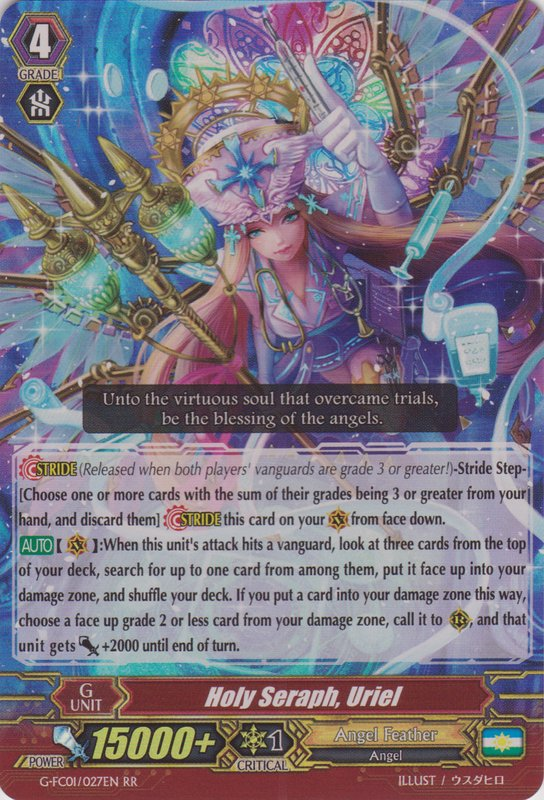 4
GRADE
Unto the virtuous soul that overcame trials,
be the blessing of the angels.
STRIDE (Released when both players' vanguards are grade 3 or greater!)-Stride Step-
[Choose one or more cards with the sum of their grades being 3 or greater from your
hand, and discard them] STRIDE this card on your V from face down.
AUTO【 V 】:When this unit's attack hits a vanguard, look at three cards from the top
of your deck, search for up to one card from among them, put it face up into your
damage zone, and shuffle your deck. If you put a card into your damage zone this way,
choose a face up grade 2 or less card from your damage zone, call it to R, and that
unit gets +2000 until end of turn.
G UNIT
Holy Seraph, Uriel
POWER 15000+
1 CRITICAL
Angel Feather
Angel
G-FC01/027EN RR
ILLUST / ウスダヒロ